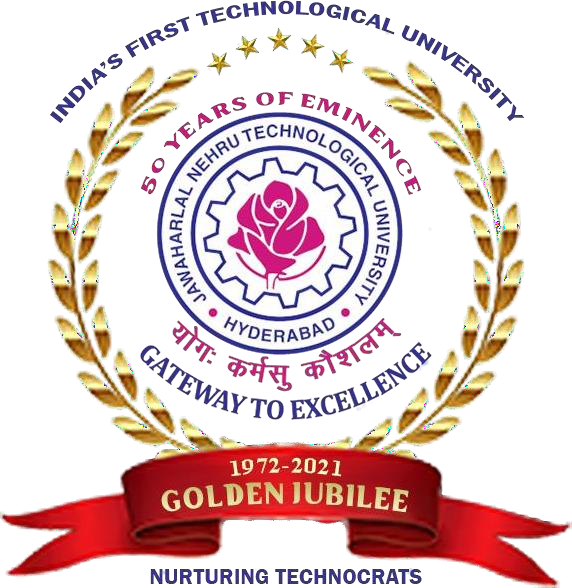 INDIA'S FIRST TECHNOLOGICAL UNIVERSITY
50 YEARS OF EMINENCE
JAWAHARLAL NEHRU TECHNOLOGICAL UNIVERSITY
• HYDERABAD •
योगः कर्मसु कौशलम्
GATEWAY TO EXCELLENCE
1972-2021
GOLDEN JUBILEE
NURTURING TECHNOCRATS